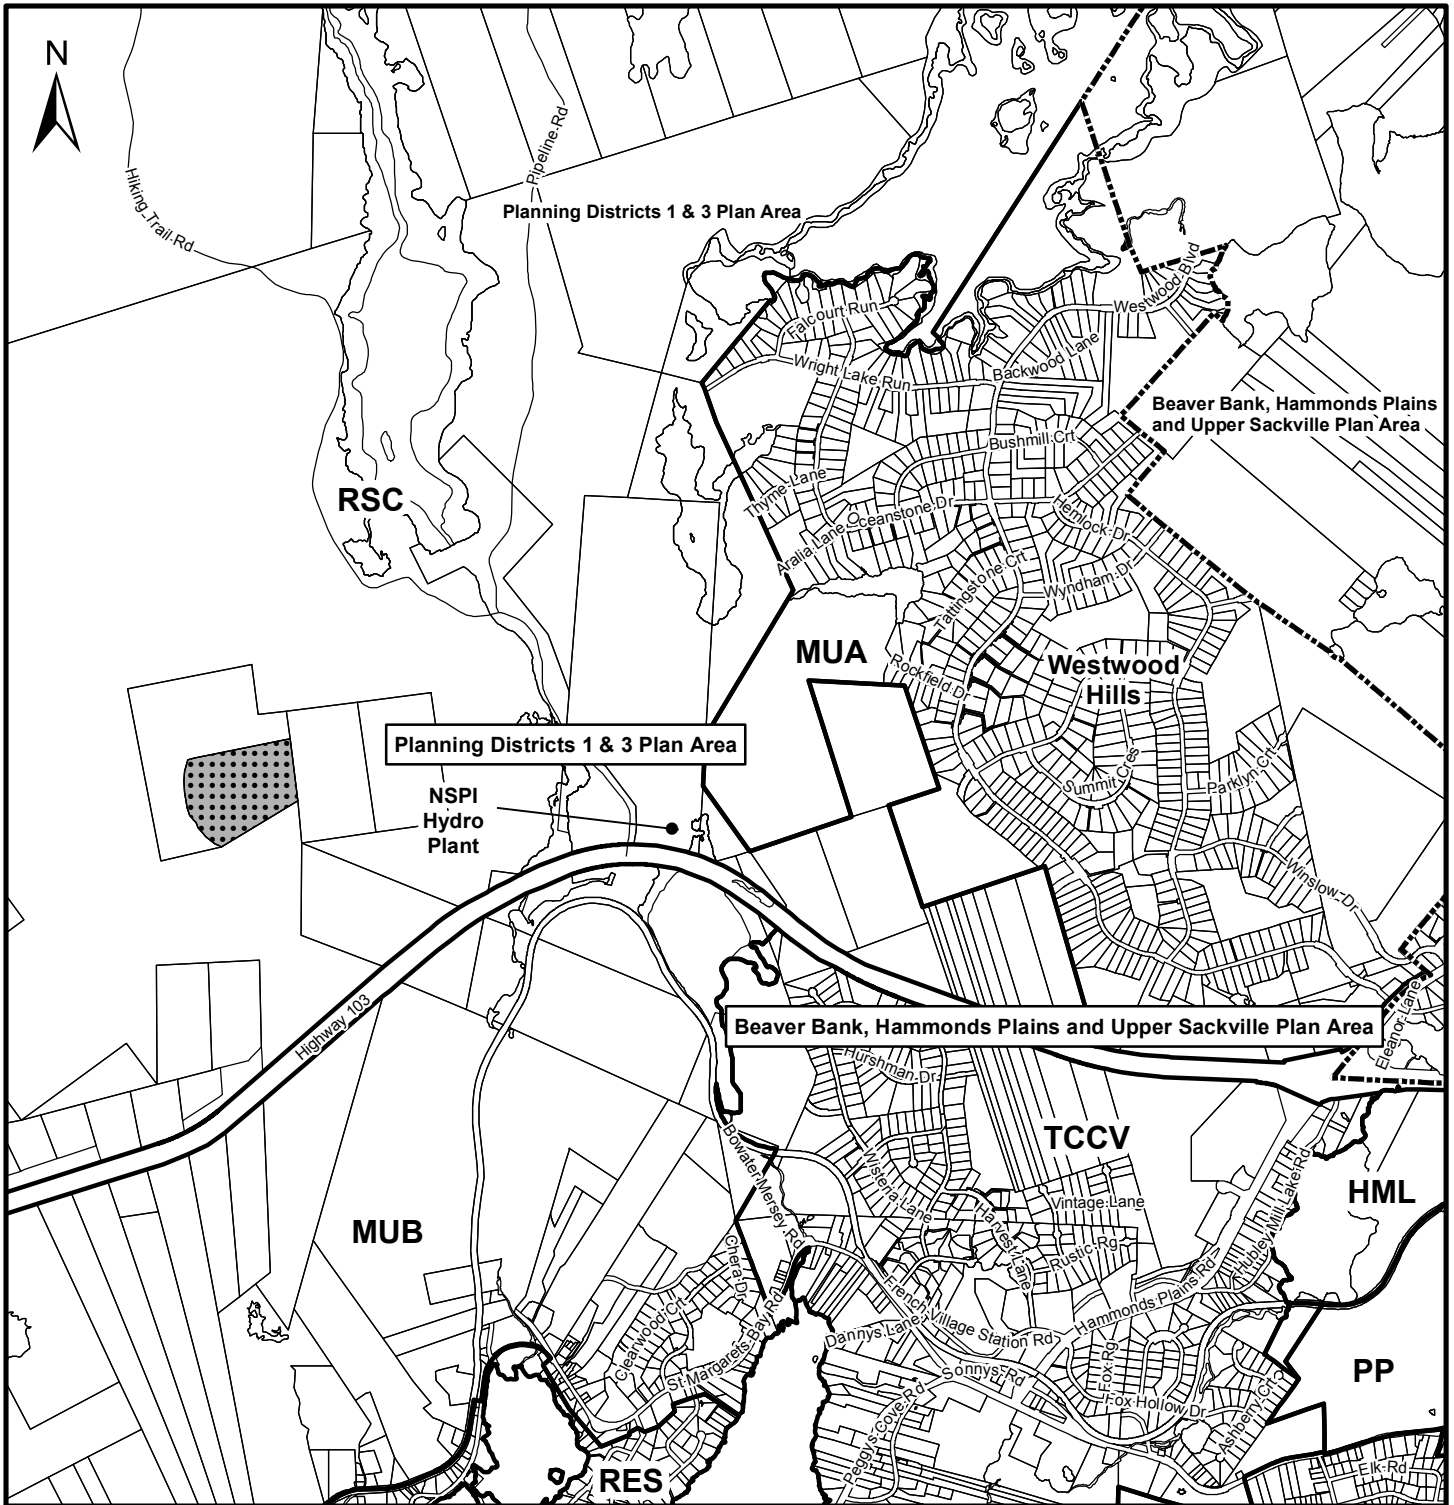 N
Hiking Trail Rd
Pipeline Rd
Planning Districts 1 & 3 Plan Area
Westwood Blvd
Falcourt Run
Wright Lake Run
Backwood Lane
Beaver Bank, Hammonds Plains
and Upper Sackville Plan Area
Bushmill Crt
RSC
Thyme Lane
Oceanstone Dr
Hemlock Dr
Aralia Lane
Tattingstone Crt
Wyndham Dr
MUA
Rockfield Dr
Westwood
Hills
Planning Districts 1 & 3 Plan Area
NSPI
Hydro
Plant
Summit Cres
Parklyn Crt
Winslow Dr
Highway 103
Beaver Bank, Hammonds Plains and Upper Sackville Plan Area
Eleanor Lane
Hurshman Dr
TCCV
Bowater Mersey Rd
Wisteria Lane
Vintage Lane
Hubley Mill Lake Rd
HML
MUB
Harvest Lane
Rustic Rg
Chera Dr
Clearwood Crt
St Margarets Bay Rd
French Village Station Rd
Hammonds Plains Rd
Dannys Lane
Sonnys Rd
Fox Rg
Fox Hollow Dr
PP
Peggys Cove Rd
Ashberry Crt
RES
Elk Rd